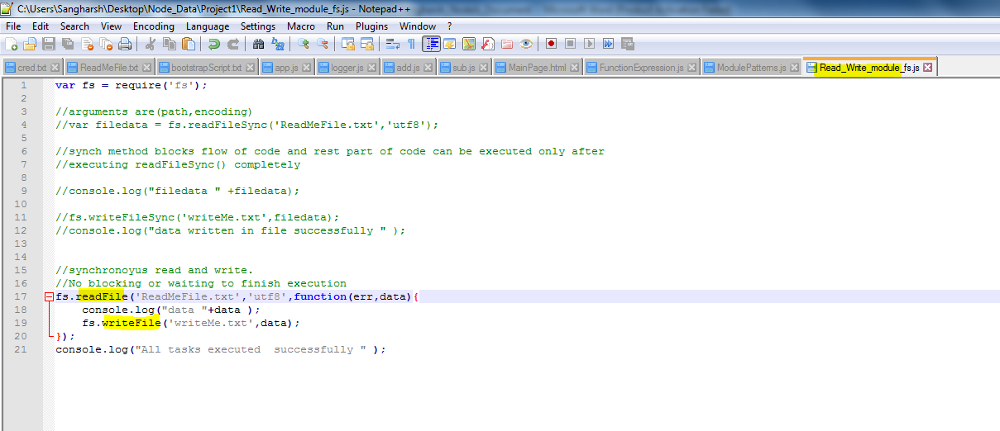 C:\Users\Sangharsh\Desktop\Node_Data\Project1\Read_Write_module_fs.js - Notepad++
File Edit Search View Encoding Language Settings Macro Run Plugins Window ?
cred.txt ReadMeFile.txt bootstrapScript.txt app.js logger.js add.js sub.js MainPage.html FunctionExpression.js ModulePatterns.js Read_Write_module_fs.js
1 var fs = require('fs');
2
3 //arguments are(path,encoding)
4 //var filedata = fs.readFileSync('ReadMeFile.txt','utf8');
5
6 //synch method blocks flow of code and rest part of code can be executed only after
7 //executing readFileSync() completely
8
9 //console.log("filedata " +filedata);
10
11 //fs.writeFileSync('writeMe.txt',filedata);
12 //console.log("data written in file successfully " );
13
14
15 //synchronoyus read and write.
16 //No blocking or waiting to finish execution
17 fs.readFile('ReadMeFile.txt','utf8',function(err,data){
18 console.log("data "+data );
19 fs.writeFile('writeMe.txt',data);
20 });
21 console.log("All tasks executed  successfully " );